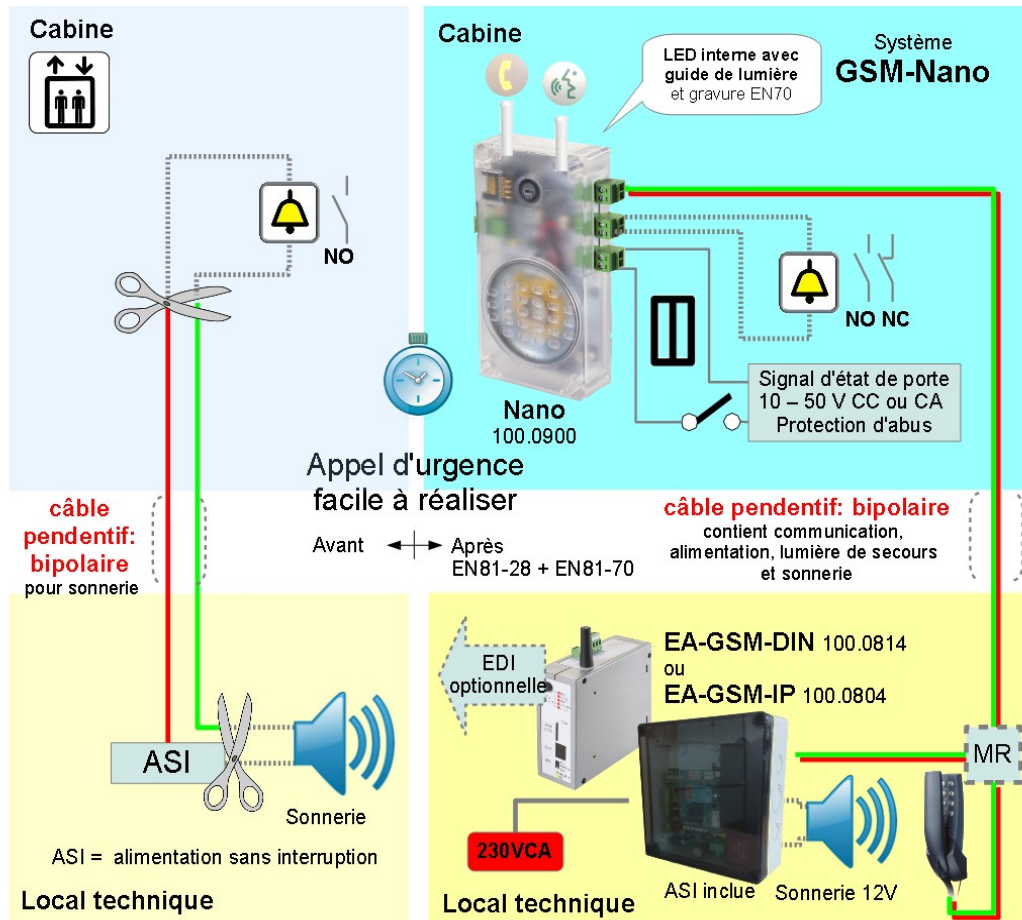 Cabine
NO
Cabine
LED interne avec
guide de lumière
et gravure EN70
Système
GSM-Nano
NO NC
Signal d'état de porte
10 – 50 V CC ou CA
Protection d'abus
Nano
100.0900
Appel d'urgence
facile à réaliser
Avant
Après
EN81-28 + EN81-70
câble
pendentif:
bipolaire
pour sonnerie
câble pendentif: bipolaire
contient communication,
alimentation, lumière de secours
et sonnerie
ASI
Sonnerie
ASI = alimentation sans interruption
Local technique
EDI
optionnelle
EA-GSM-DIN 100.0814
ou
EA-GSM-IP 100.0804
MR
230VCA
ASI inclue
Sonnerie 12V
Local technique